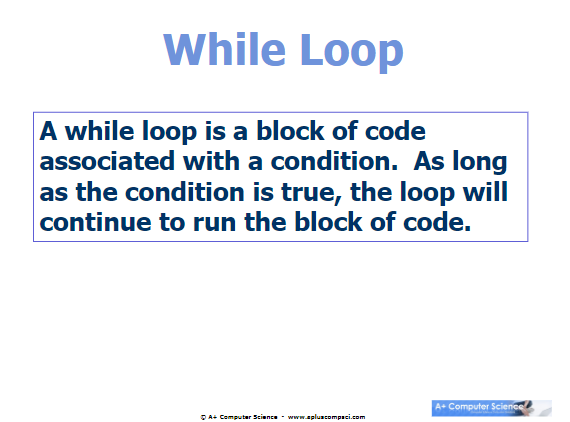 While Loop
A while loop is a block of code
associated with a condition.  As long
as the condition is true, the loop will
continue to run the block of code.
© A+ Computer Science  -  www.apluscompsci.com
A+ Computer Science